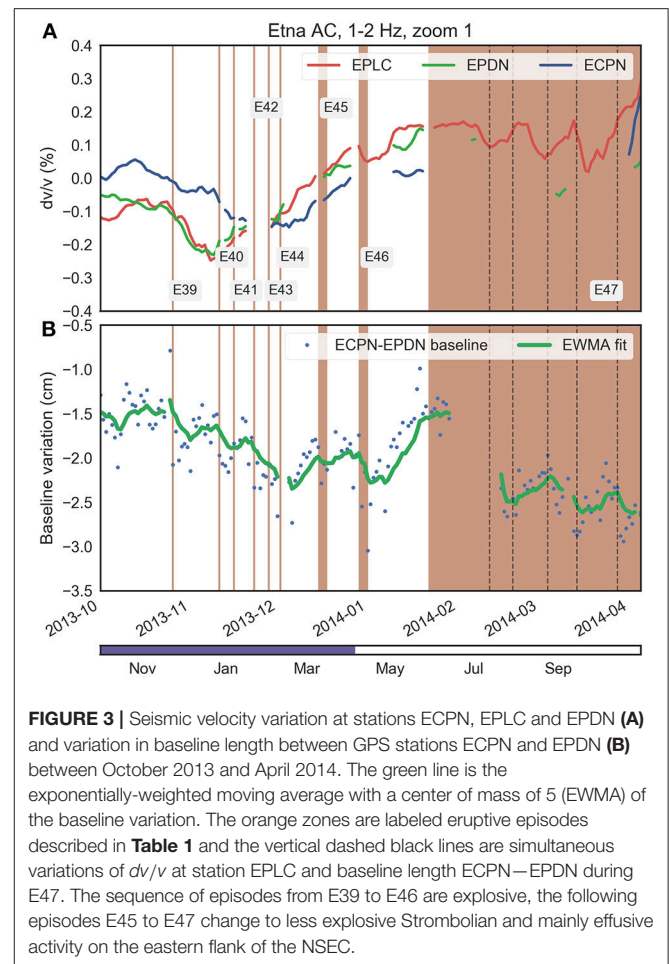 A
Etna AC, 1-2 Hz, zoom 1
EPLC EPDN ECPN
0.4
0.3
0.2
0.1
0.0
−0.1
−0.2
−0.3
−0.4
dv/v (%)
E42 E45
E40 E44 E46
E39 E41 E43 E47
B
ECPN-EPDN baseline EWMA fit
−0.5
−1.0
−1.5
−2.0
−2.5
−3.0
−3.5
Baseline variation (cm)
2013-10 2013-11 2013-12 2014-01 2014-02 2014-03 2014-04
Nov Jan Mar May Jul Sep
FIGURE 3 | Seismic velocity variation at stations ECPN, EPLC and EPDN (A)
and variation in baseline length between GPS stations ECPN and EPDN (B)
between October 2013 and April 2014. The green line is the
exponentially-weighted moving average with a center of mass of 5 (EWMA) of
the baseline variation. The orange zones are labeled eruptive episodes
described in Table 1 and the vertical dashed black lines are simultaneous
variations of dv/v at station EPLC and baseline length ECPN—EPDN during
E47. The sequence of episodes from E39 to E46 are explosive, the following
episodes E45 to E47 change to less explosive Strombolian and mainly effusive
activity on the eastern flank of the NSEC.